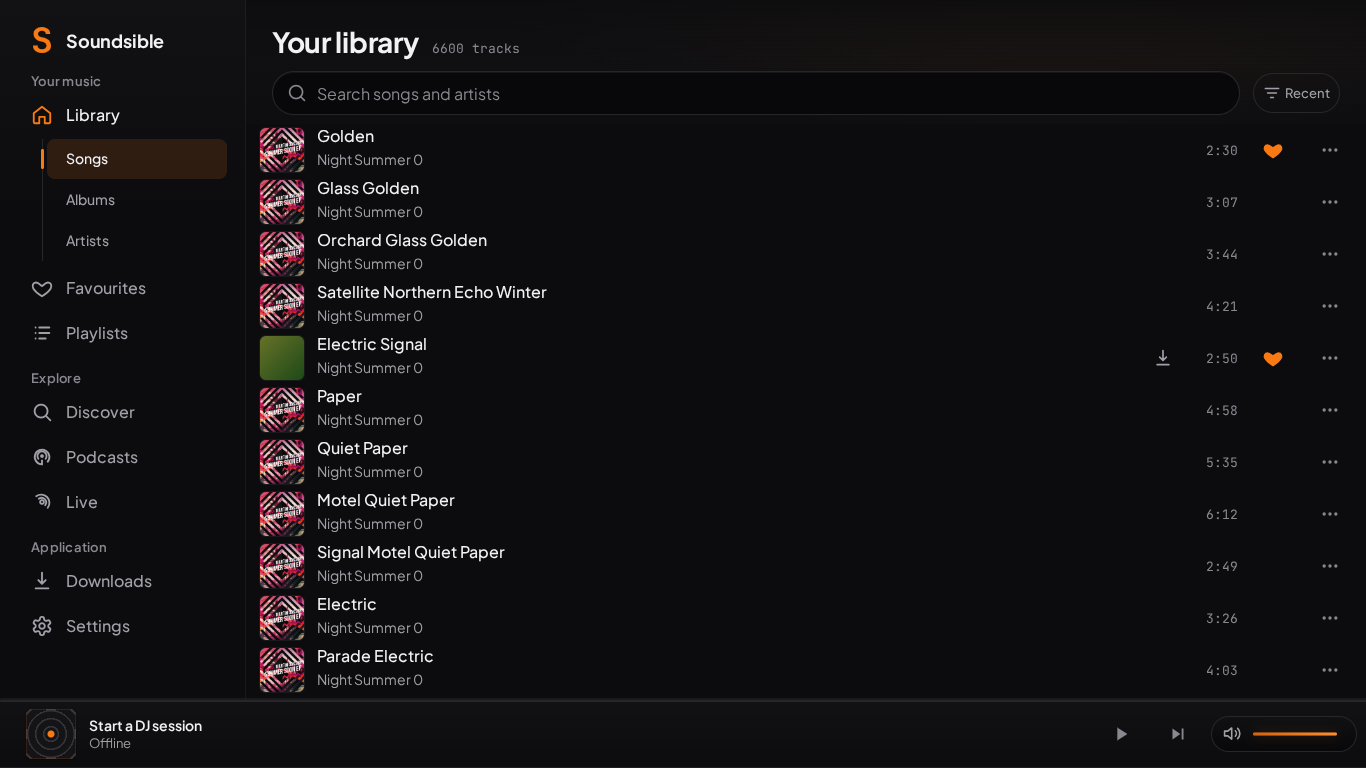 Soundsible
Your music
Library
Songs
Albums
Artists
Favourites
Playlists
Explore
Discover
Podcasts
Live
Application
Downloads
Settings
Your library 6600 tracks
Search songs and artists
Recent
Golden
Night Summer 0
2:30
Glass Golden
Night Summer 0
3:07
Orchard Glass Golden
Night Summer 0
3:44
Satellite Northern Echo Winter
Night Summer 0
4:21
Electric Signal
Night Summer 0
2:50
Paper
Night Summer 0
4:58
Quiet Paper
Night Summer 0
5:35
Motel Quiet Paper
Night Summer 0
6:12
Signal Motel Quiet Paper
Night Summer 0
2:49
Electric
Night Summer 0
3:26
Parade Electric
Night Summer 0
4:03
Start a DJ session
Offline